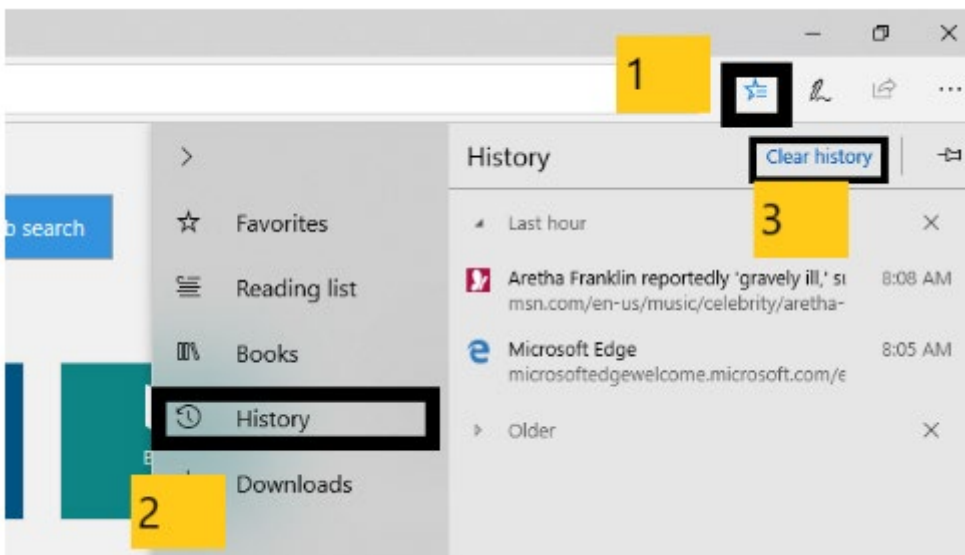 1
History
Clear history
b search
Favorites
Reading list
Books
History
Downloads
2
Last hour
3
Aretha Franklin reportedly 'gravely ill,'
8:08 AM
msn.com/en-us/music/celebrity/aretha-
Microsoft Edge
8:05 AM
microsoftedgewelcome.microsoft.com/e
Older